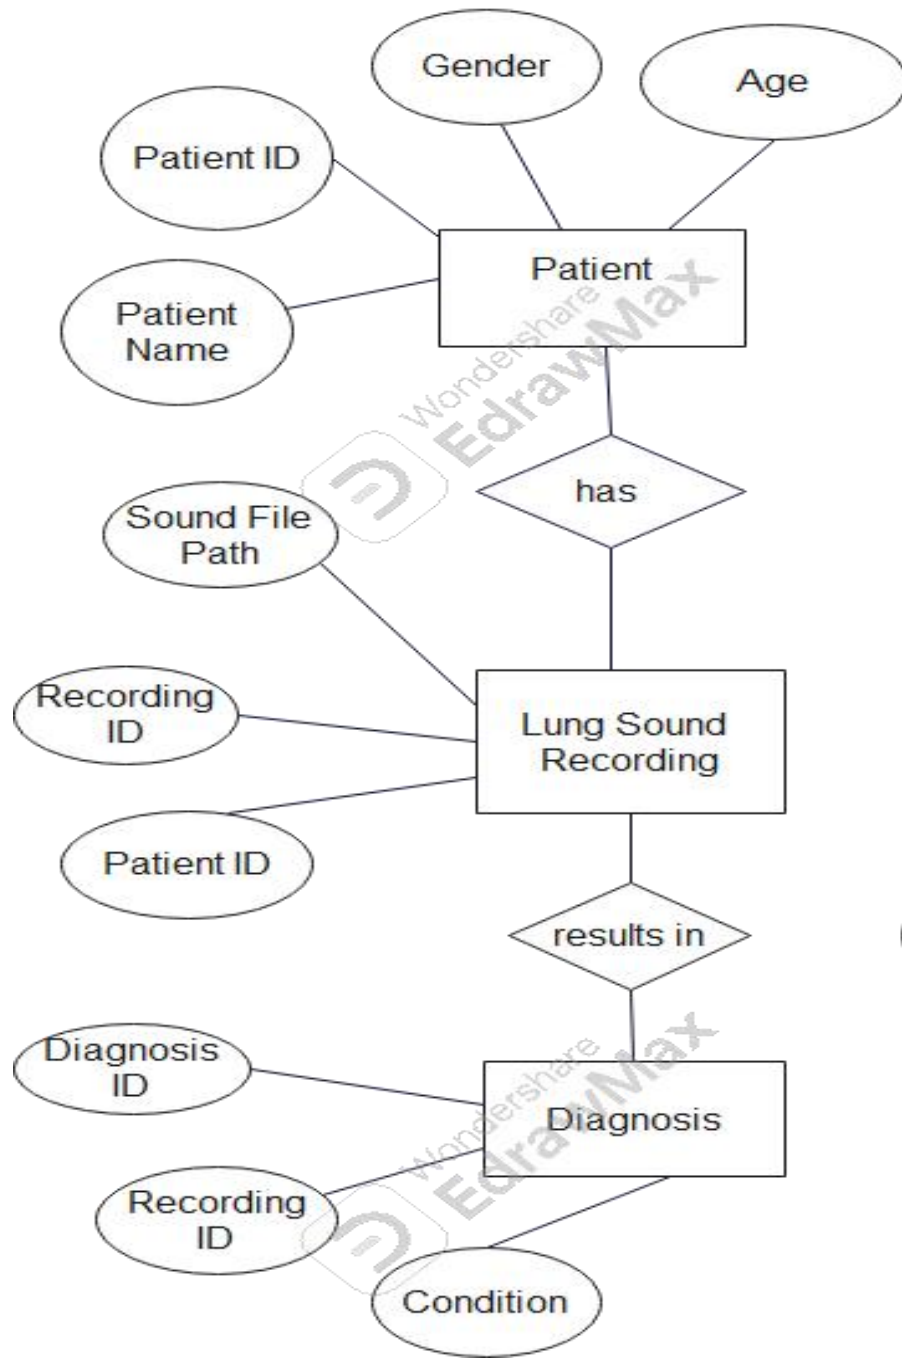 Gender
Age
Patient ID
Patient
Patient
Name
Wondershare
EdrawMax
has
Sound File
Path
Recording
ID
Lung Sound
Recording
Patient ID
results in
Diagnosis
ID
Wondershare
EdrawMax
Diagnosis
Recording
ID
Condition